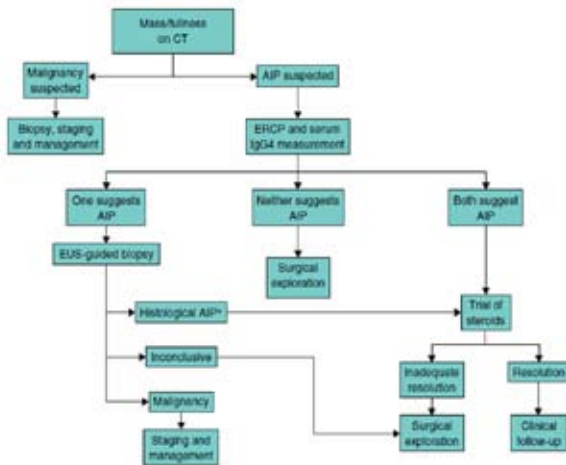 Mass/fullness
on CT
Malignancy
suspected
AIP suspected
Biopsy, staging
and management
ERCP and serum
IgG4 measurement
One suggests
AIP
Neither suggests
AIP
Both suggest
AIP
EUS-guided biopsy
Surgical
exploration
Histological AIP*
Trial of
steroids
Inconclusive
Inadequate
resolution
Resolution
Malignancy
Staging and
management
Surgical
exploration
Clinical
follow-up